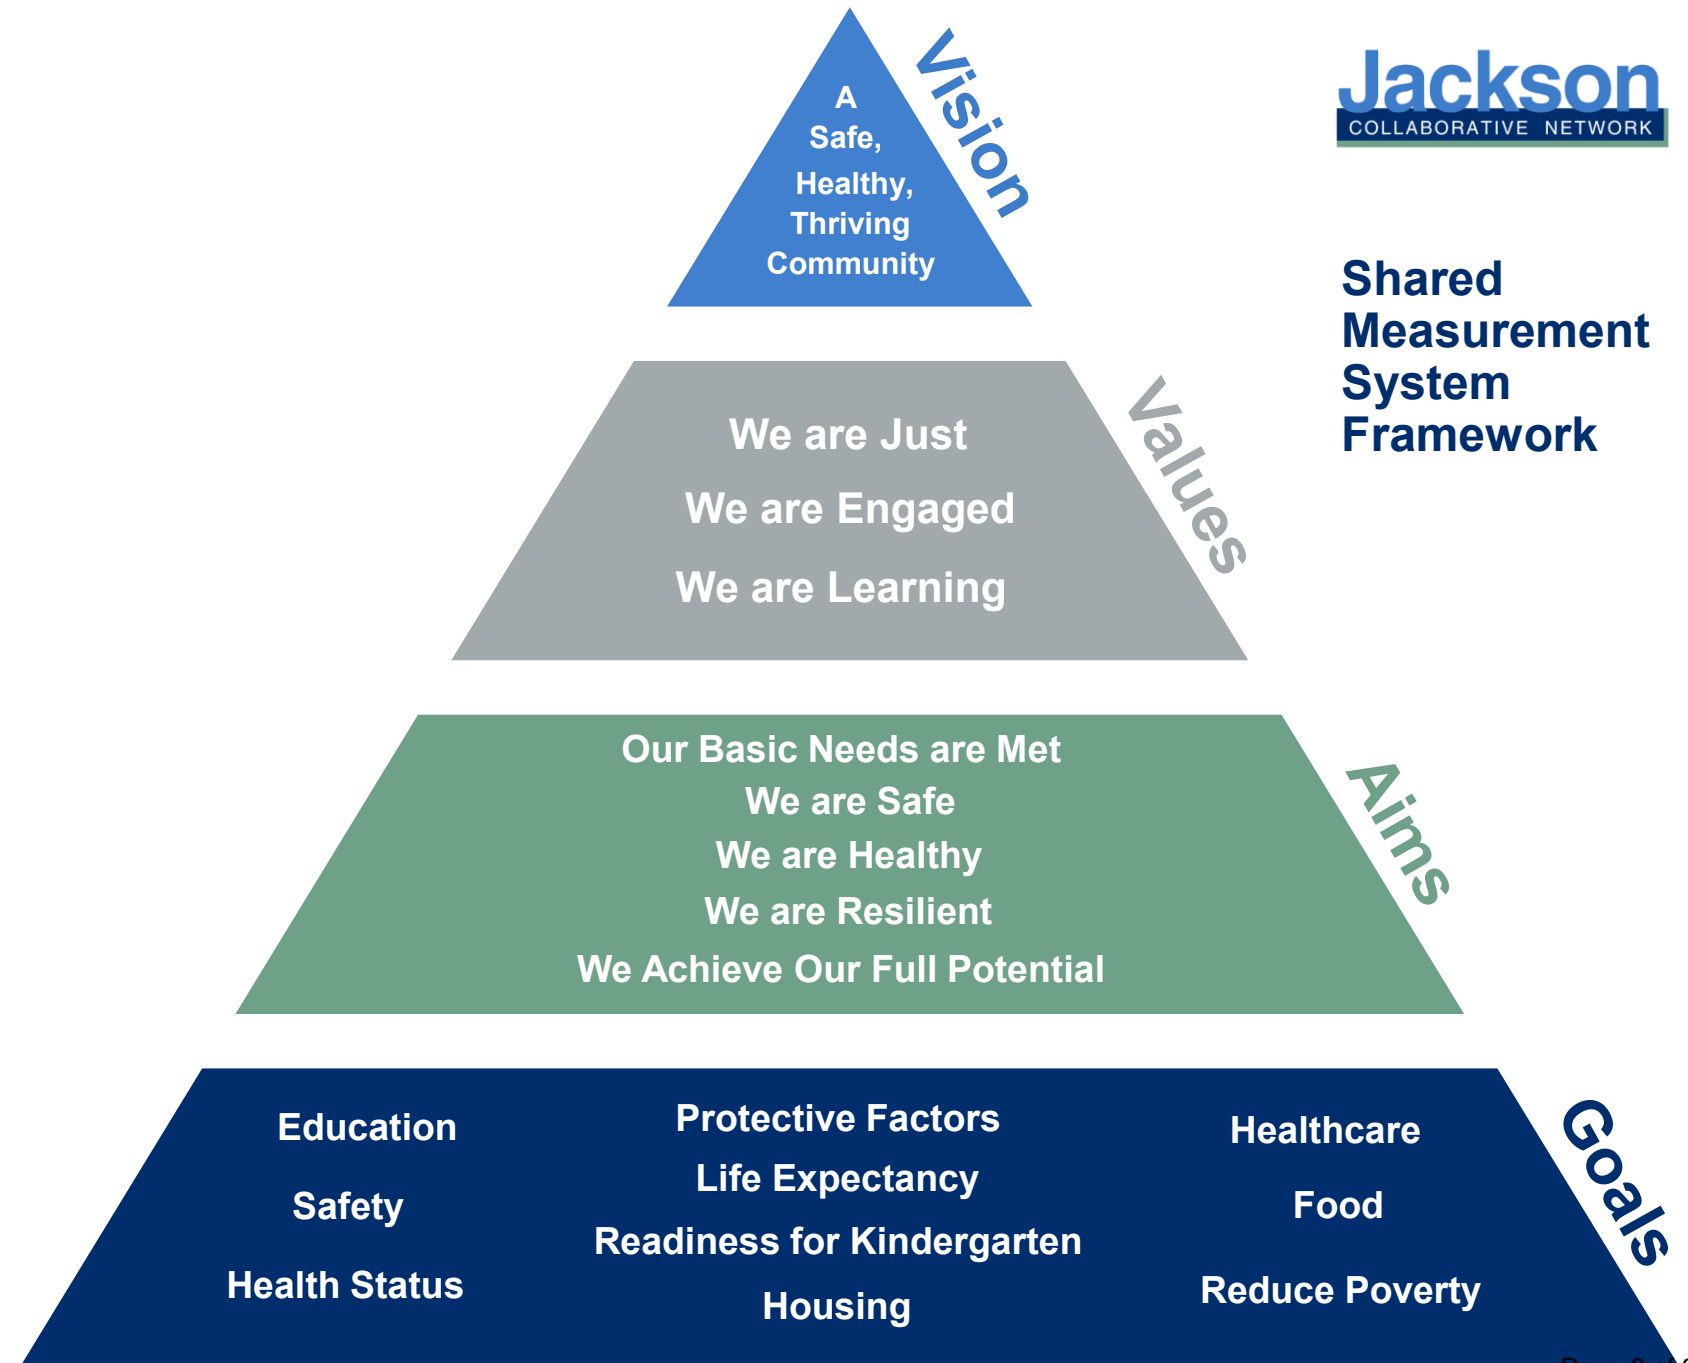 A
Safe,
Healthy,
Thriving
Community
Vision
Jackson
COLLABORATIVE NETWORK
Shared
Measurement
System
Framework
We are Just
We are Engaged
We are Learning
Values
Our Basic Needs are Met
We are Safe
We are Healthy
We are Resilient
We Achieve Our Full Potential
Aims
Education
Safety
Health Status
Protective Factors
Life Expectancy
Readiness for Kindergarten
Housing
Healthcare
Food
Reduce Poverty
Goals